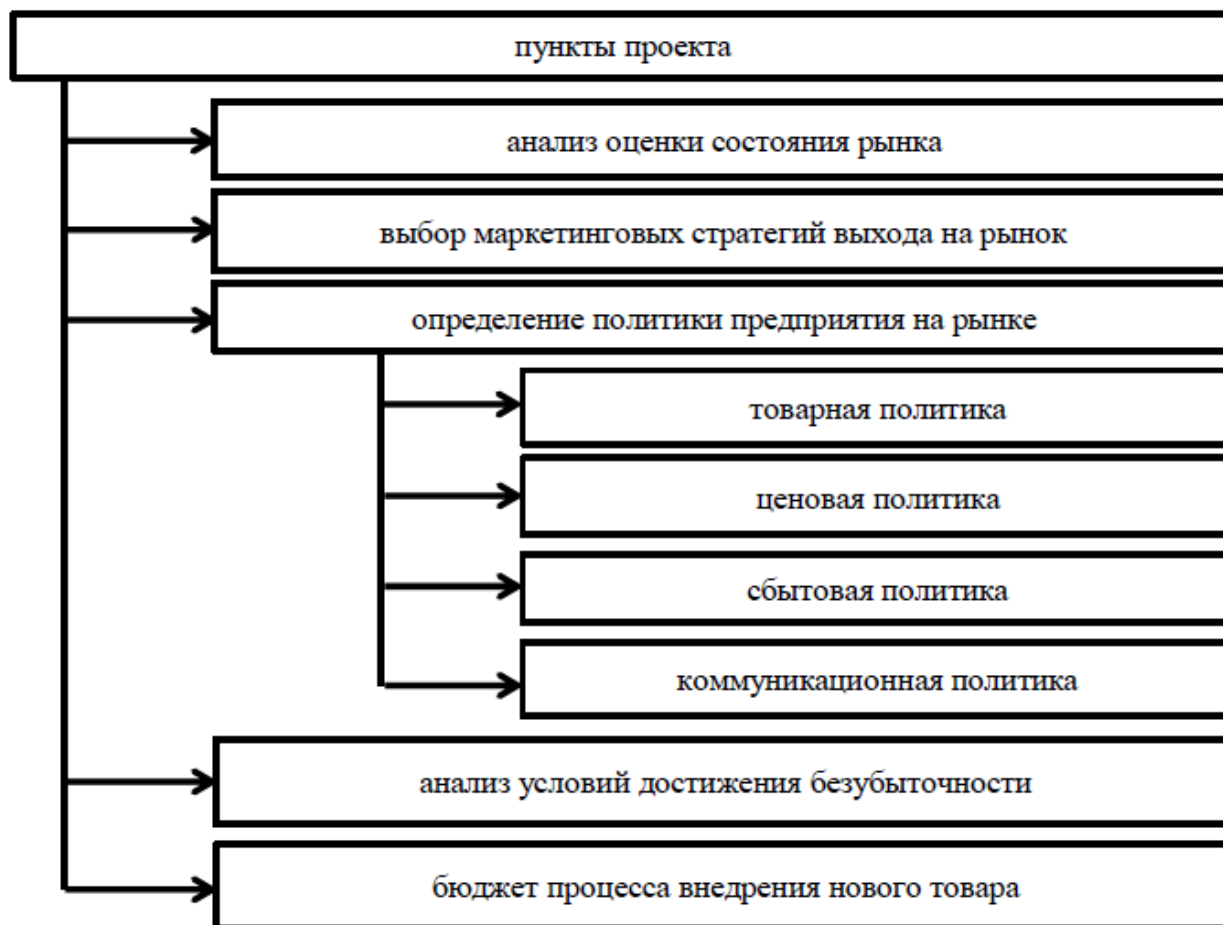 пункты проекта
анализ оценки состояния рынка
выбор маркетинговых стратегий выхода на рынок
определение политики предприятия на рынке
товарная политика
ценовая политика
сбытовая политика
коммуникационная политика
анализ условий достижения безубыточности
бюджет процесса внедрения нового товара